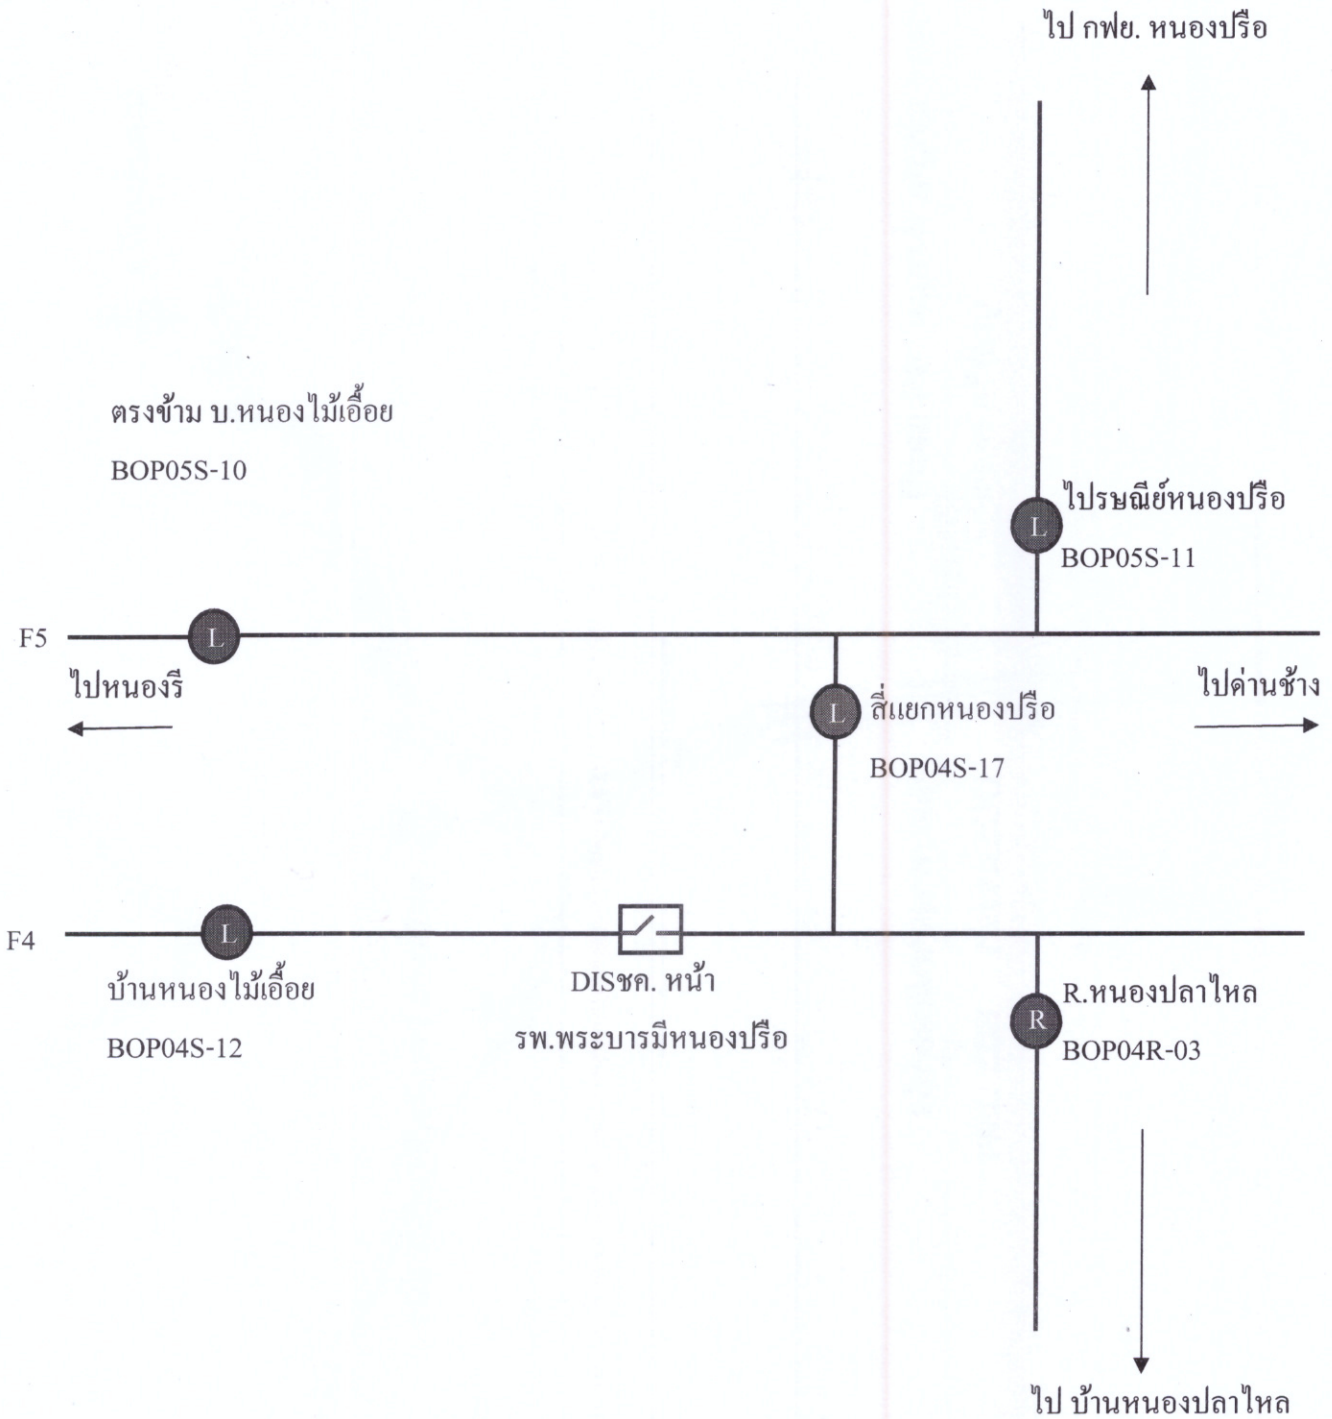 ไป กฟย. หนองปรือ
ตรงข้าม บ.หนองไม้เอื้อย
BOP05S-10
L
ไปรษณีย์หนองปรือ
BOP05S-11
F5
L
ไปหนองรี
L
สี่แยกหนองปรือ
BOP04S-17
ไปด่านช้าง
F4
L
บ้านหนองไม้เอื้อย
BOP04S-12
DISชค. หน้า
รพ.พระบารมีหนองปรือ
R
R.หนองปลาไหล
BOP04R-03
ไป บ้านหนองปลาไหล